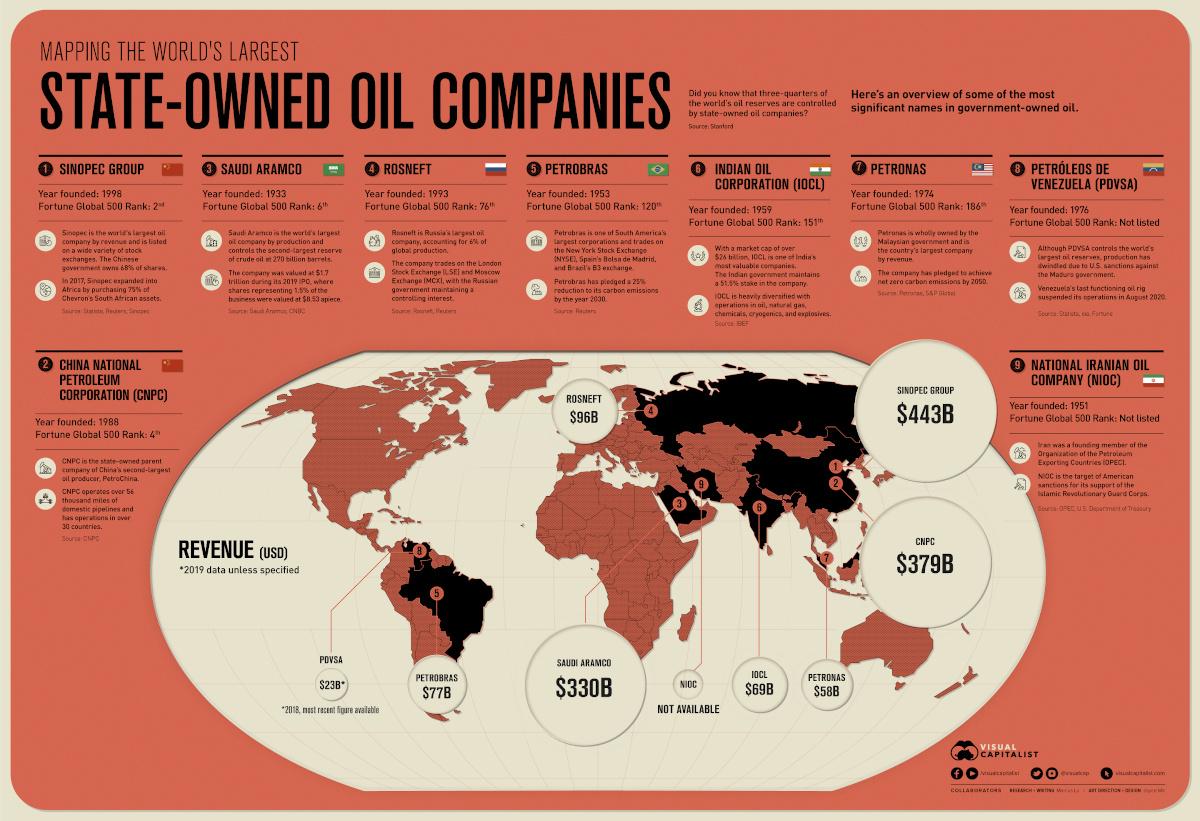 MAPPING THE WORLD'S LARGEST
STATE-OWNED OIL COMPANIES
Did you know that three-quarters of
the world's oil reserves are controlled
by state-owned oil companies?
Source: Stanford
Here's an overview of some of the most
significant names in government-owned oil.
1 SINOPEC GROUP
Year founded: 1998
Fortune Global 500 Rank: 2nd
Sinopec is the world's largest oil
company by revenue and is listed
on a wide variety of stock
exchanges. The Chinese
government owns 68% of shares.
In 2017, Sinopec expanded into
Africa by purchasing 75% of
Chevron's South African assets.
Source: Statista, Reuters, Sinopec
3 SAUDI ARAMCO
Year founded: 1933
Fortune Global 500 Rank: 6th
Saudi Aramco is the world's largest
oil company by production and
controls the second-largest reserve
of crude oil at 270 billion barrels.
The company was valued at $1.7
trillion during its 2019 IPO, where
shares representing 1.5% of the
business were valued at $8.53 apiece.
Source: Saudi Aramco, CNBC
4 ROSNEFT
Year founded: 1993
Fortune Global 500 Rank: 76th
Rosneft is Russia's largest oil
company, accounting for 6% of
global production.
The company trades on the London
Stock Exchange (LSE) and Moscow
Exchange (MCX), with the Russian
government maintaining a
controlling interest.
Source: Rosneft, Reuters
5 PETROBRAS
Year founded: 1953
Fortune Global 500 Rank: 120th
Petrobras is one of South America's
largest corporations and trades on
the New York Stock Exchange
(NYSE), Spain's Bolsa de Madrid,
and Brazil's B3 exchange.
Petrobras has pledged a 25%
reduction to its carbon emissions
by the year 2030.
Source: Reuters
6 INDIAN OIL
CORPORATION (IOCL)
Year founded: 1959
Fortune Global 500 Rank: 151th
With a market cap of over
$26 billion, IOCL is one of India's
most valuable companies.
The Indian government maintains
a 51.5% stake in the company.
IOCL is heavily diversified with
operations in oil, natural gas,
chemicals, cryogenics, and explosives.
Source: IBEF
7 PETRONAS
Year founded: 1974
Fortune Global 500 Rank: 186th
Petronas is wholly owned by the
Malaysian government and is
the country's largest company
by revenue.
The company has pledged to achieve
net zero carbon emissions by 2050.
Source: Petronas, S&P Global
8 PETRÓLEOS DE
VENEZUELA (PDVSA)
Year founded: 1976
Fortune Global 500 Rank: Not listed
Although PDVSA controls the world's
largest oil reserves, production has
dwindled due to U.S. sanctions against
the Maduro government.
Venezuela's last functioning oil rig
suspended its operations in August 2020.
Source: Statista, eia, Fortune
2 CHINA NATIONAL
PETROLEUM
CORPORATION (CNPC)
Year founded: 1988
Fortune Global 500 Rank: 4th
CNPC is the state-owned parent
company of China's second-largest
oil producer, PetroChina.
CNPC operates over 56
thousand miles of
domestic pipelines and
has operations in over
30 countries.
Source: CNPC
9 NATIONAL IRANIAN OIL
COMPANY (NIOC)
Year founded: 1951
Fortune Global 500 Rank: Not listed
Iran was a founding member of the
Organization of the Petroleum
Exporting Countries (OPEC).
NIOC is the target of American
sanctions for its support of the
Islamic Revolutionary Guard Corps.
Source: OPEC, U.S. Department of Treasury
REVENUE (USD)
*2019 data unless specified
ROSNEFT
$96B
SINOPEC GROUP
$443B
CNPC
$379B
4
1
2
9
3
6
7
8
5
PDVSA
$23B*
*2018, most recent figure available
PETROBRAS
$77B
SAUDI ARAMCO
$330B
NIOC
NOT AVAILABLE
IOCL
$69B
PETRONAS
$58B
VISUAL
CAPITALIST
/visualcapitalist @visualcap visualcapitalist.com
COLLABORATORS RESEARCH + WRITING Marcus Lu | ART DIRECTION + DESIGN